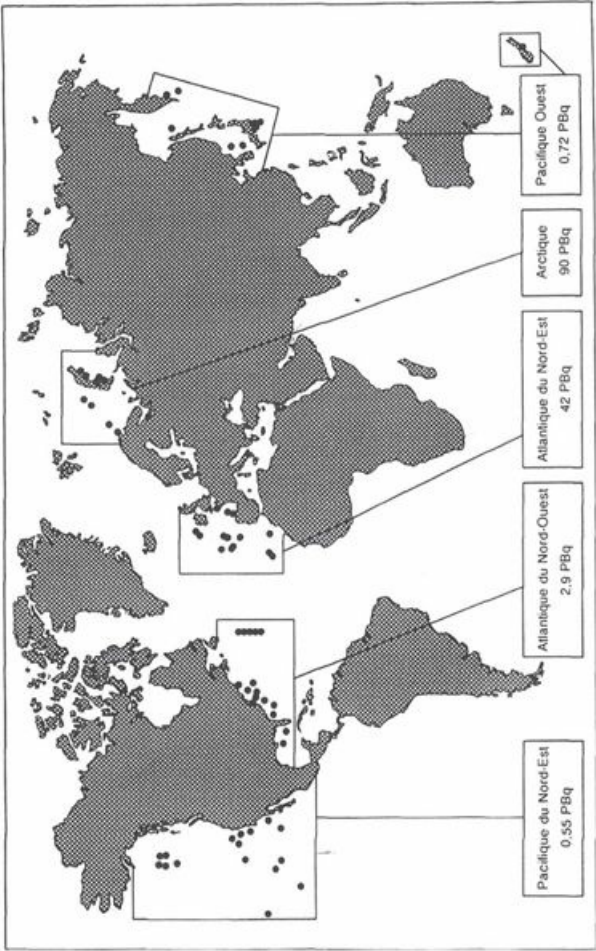 Pacifique du Nord-Est
0,55 PBq
Atlantique du Nord-Ouest
2,9 PBq
Atlantique du Nord-Est
42 PBq
Arctique
90 PBq
Pacifique Ouest
0,72 PBq